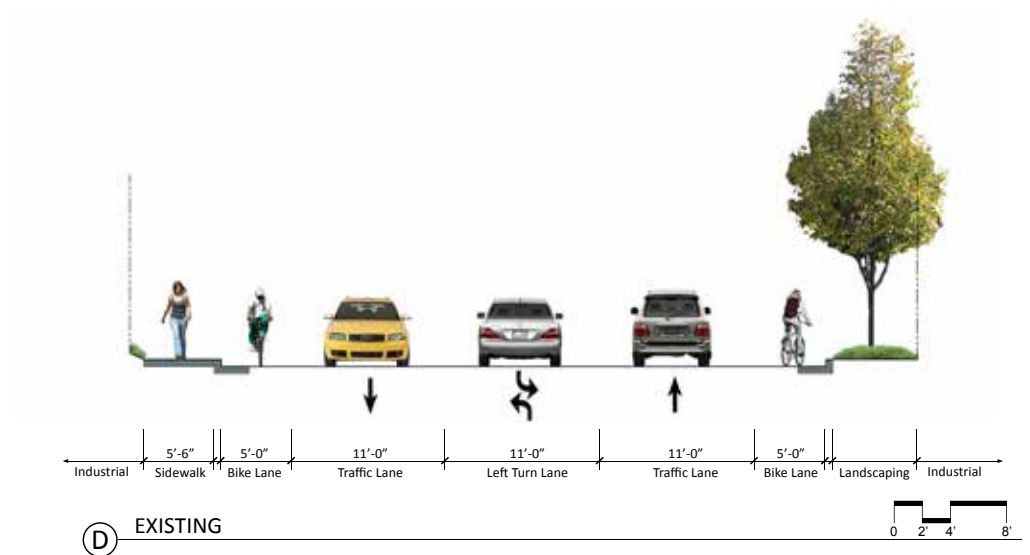 5'-6" 5'-0" 11'-0" 11'-0" 11'-0" 5'-0"
Industrial Sidewalk Bike Lane Traffic Lane Left Turn Lane Traffic Lane Bike Lane Landscaping Industrial
D EXISTING
0 2' 4' 8'